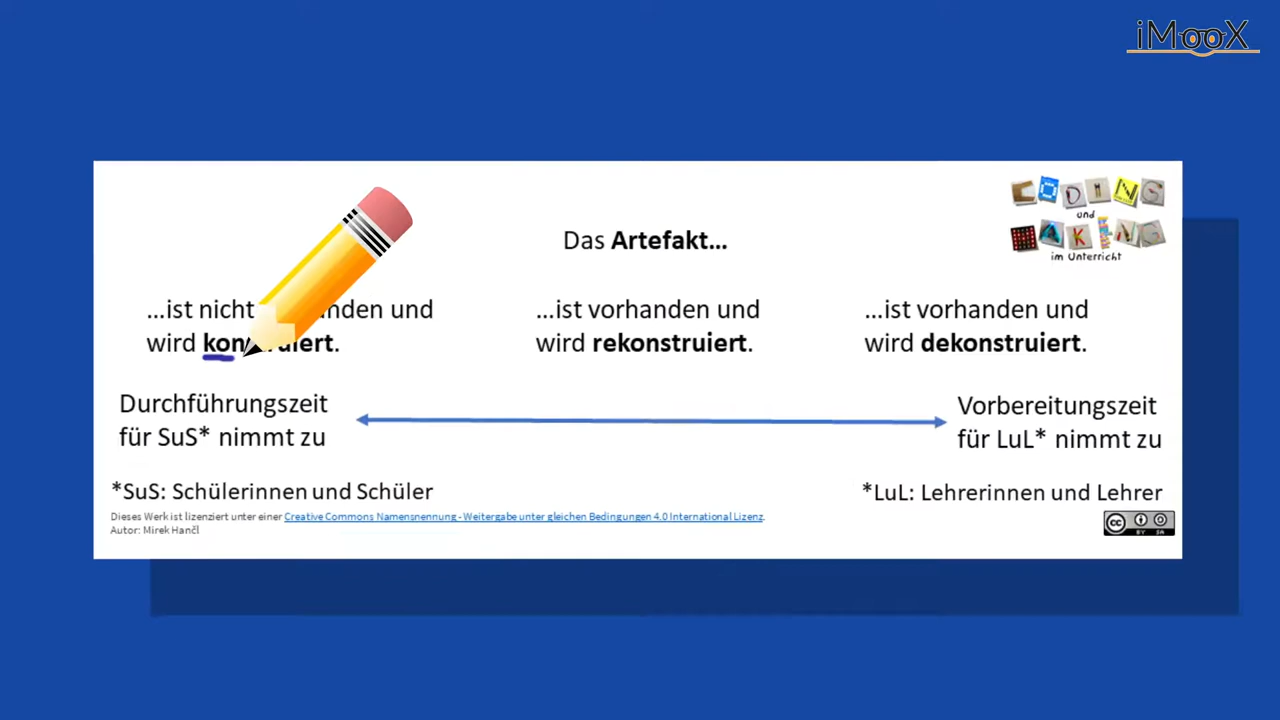 iMooX
CODING
und
MAKING
im Unterricht
Das Artefakt...
...ist nicht und
wird
...ist vorhanden und
wird rekonstruiert.
...ist vorhanden und
wird dekonstruiert.
Durchführungszeit
für SuS* nimmt zu
Vorbereitungszeit
für LuL* nimmt zu
*SuS: Schülerinnen und Schüler
*LuL: Lehrerinnen und Lehrer
Dieses Werk ist lizenziert unter einer Creative Commons Namensnennung - Weitergabe unter gleichen Bedingungen 4.0 International Lizenz.
Autor: Mirek Hančl
cc
BY SA